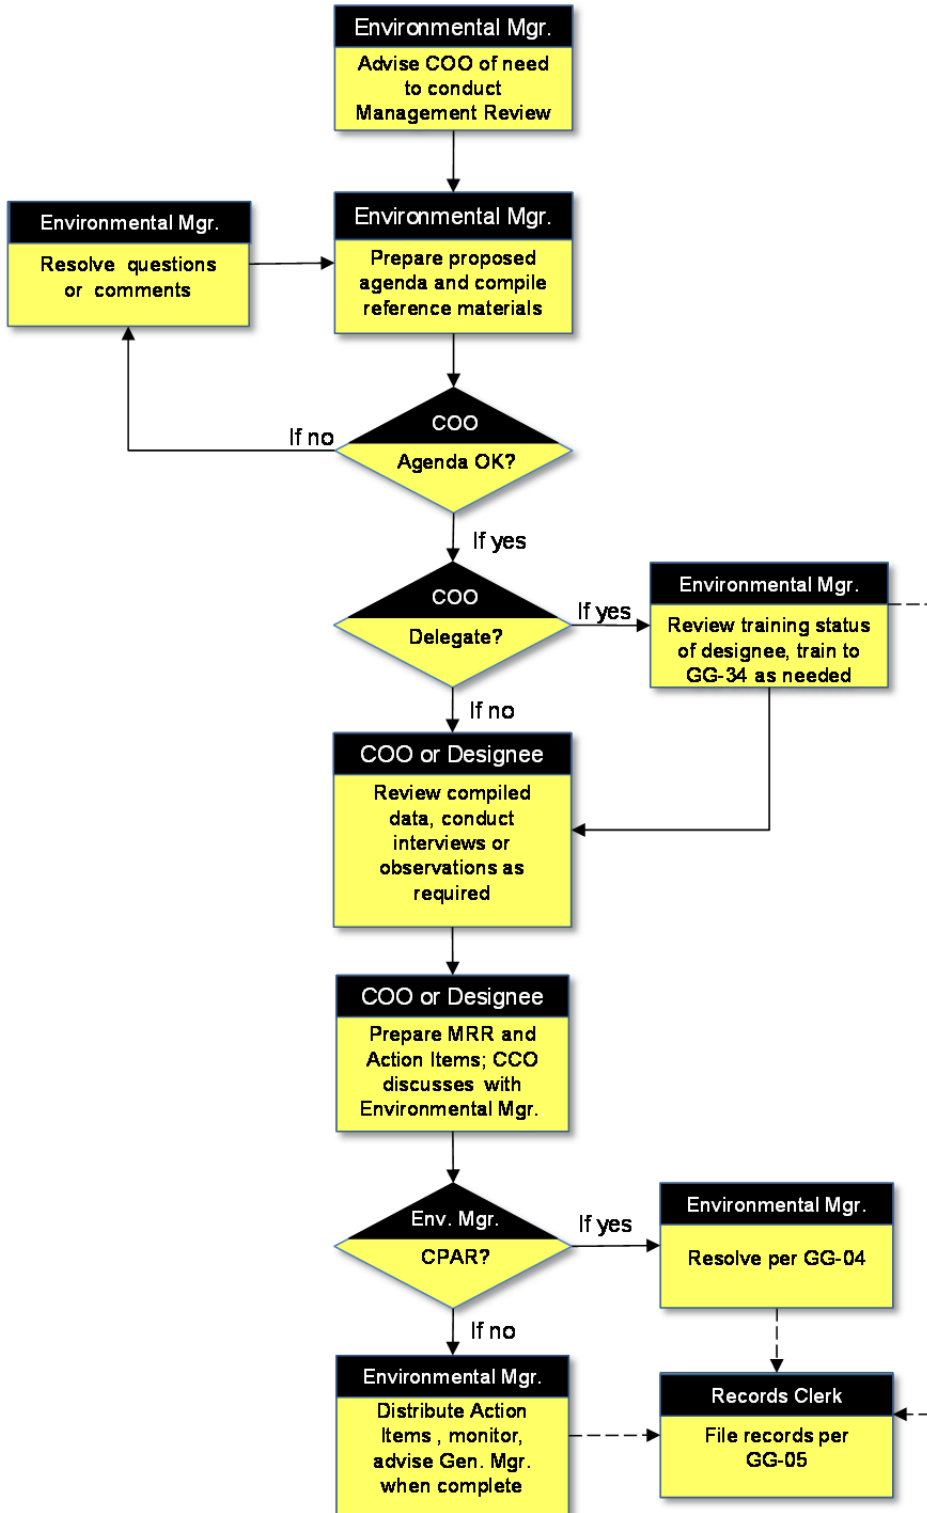 Environmental Mgr.
Advise COO of need
to conduct
Management Review
Environmental Mgr.
Resolve questions
or comments
Environmental Mgr.
Prepare proposed
agenda and compile
reference materials
COO
Agenda OK?
If no
If yes
COO
Delegate?
If yes
Environmental Mgr.
Review training status
of designee, train to
GG-34 as needed
If no
COO or Designee
Review compiled
data, conduct
interviews or
observations as
required
COO or Designee
Prepare MRR and
Action Items; CCO
discusses with
Environmental Mgr.
Env. Mgr.
CPAR?
If yes
Environmental Mgr.
Resolve per GG-04
If no
Environmental Mgr.
Distribute Action
Items , monitor,
advise Gen. Mgr.
when complete
Records Clerk
File records per
GG-05